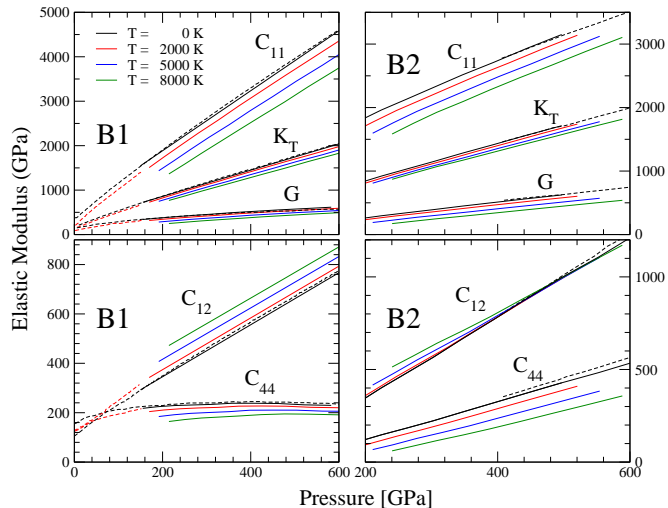 5000
4000
3000
2000
1000
0
T = 0 K
T = 2000 K
T = 5000 K
T = 8000 K
C11
B1
KT
G
C11
B2
KT
G
3000
2000
1000
0
Elastic Modulus (GPa)
800
600
400
200
0
B1
C12
C44
B2
C12
C44
1000
500
0
0 200 400 600
200 400 600
Pressure [GPa]